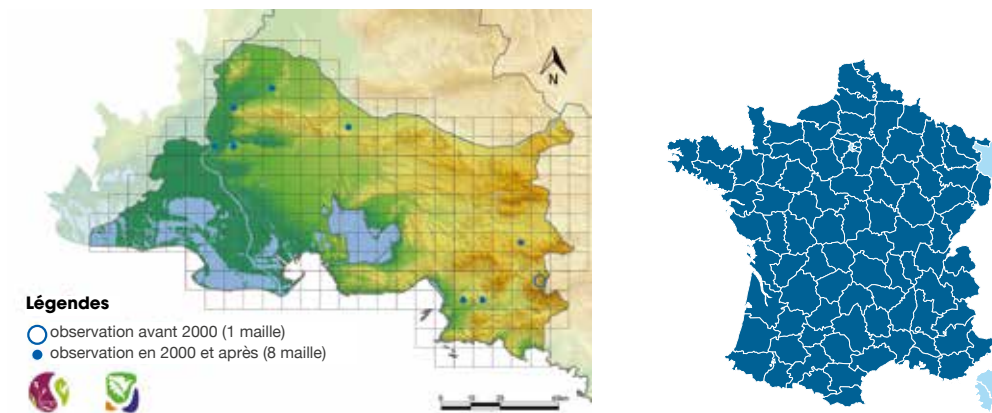 N
Légendes
observation avant 2000 (1 maille)
observation en 2000 et après (8 maille)